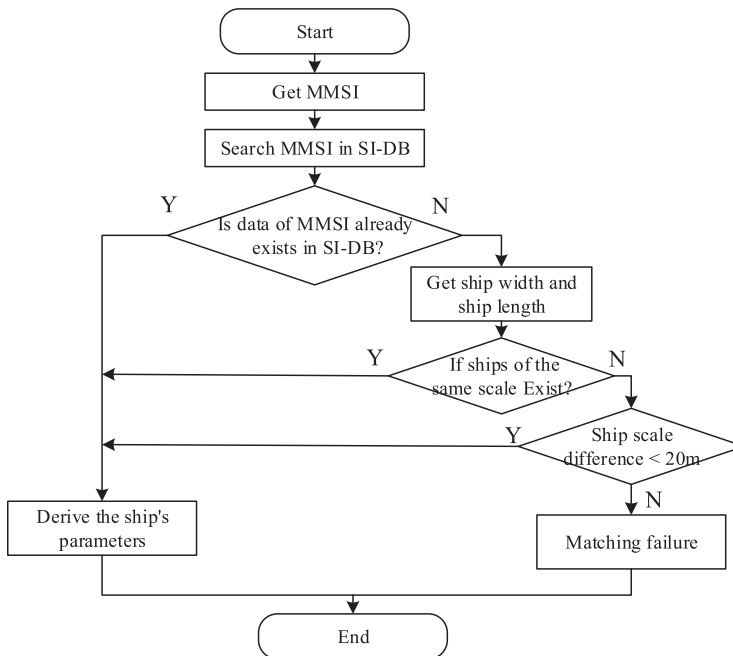 Start
Get MMSI
Search MMSI in SI-DB
Y
N
Is data of MMSI already
exists in SI-DB?
Get ship width and
ship length
Y
N
If ships of the
same scale Exist?
Y
Ship scale
difference < 20m
N
Derive the ship's
parameters
Matching failure
End